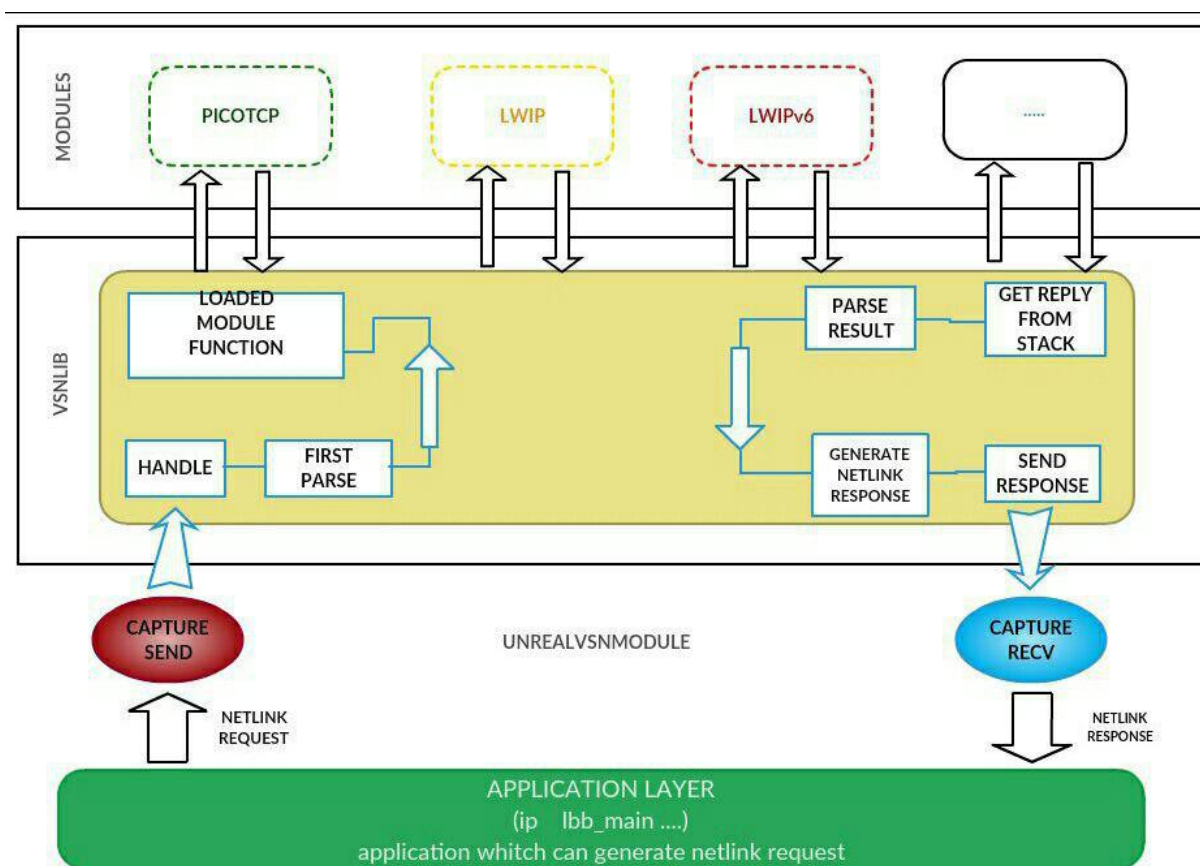 MODULES
PICOTCP
LWIP
LWIPv6
.....
VSNLIB
LOADED
MODULE
FUNCTION
PARSE
RESULT
GET REPLY
FROM
STACK
HANDLE
FIRST
PARSE
GENERATE
NETLINK
RESPONSE
SEND
RESPONSE
CAPTURE
SEND
UNREALVSNMODULE
CAPTURE
RECV
NETLINK
REQUEST
NETLINK
RESPONSE
APPLICATION LAYER
(ip lbb_main ....)
application whitch can generate netlink request